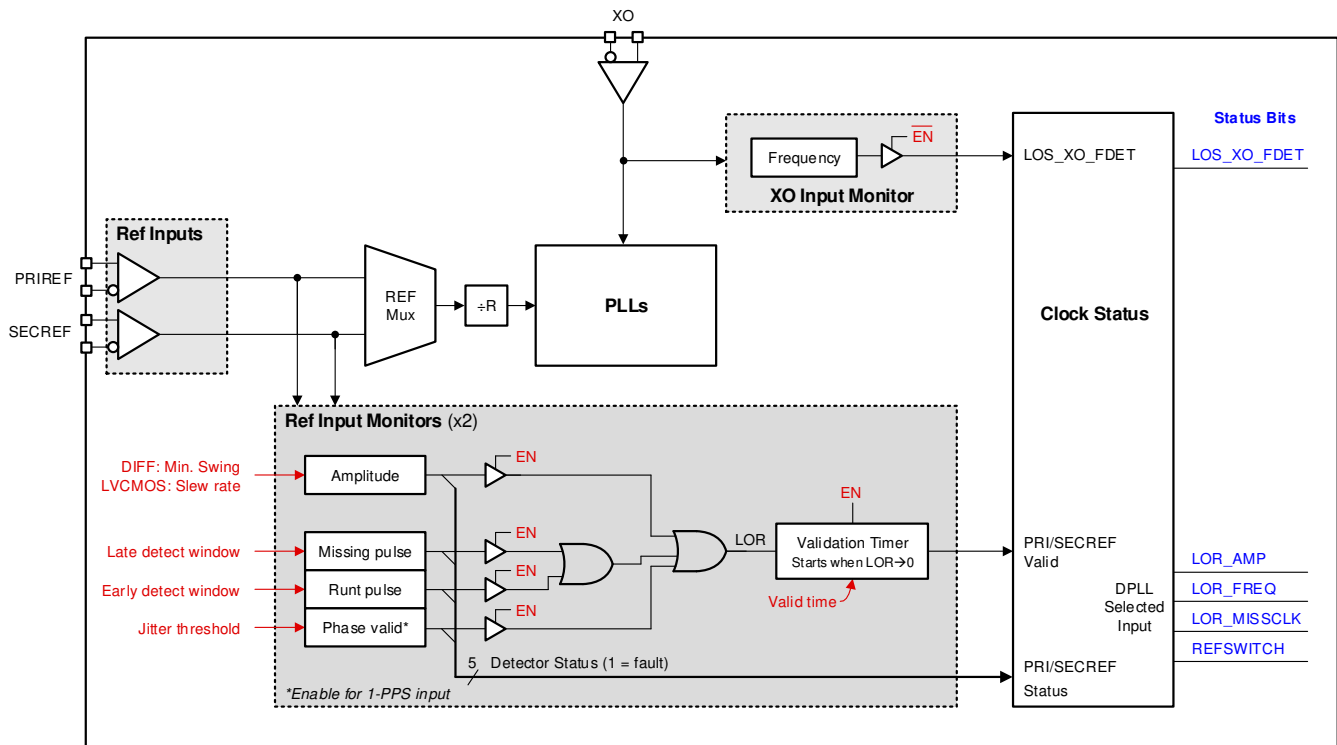 XO
Status Bits
EN
Frequency
LOS_XO_FDET
LOS_XO_FDET
XO Input Monitor
Ref Inputs
PRIREF
SECREF
REF
Mux
÷R
PLLs
Clock Status
Ref Input Monitors (x2)
DIFF: Min. Swing
LVCMOS: Slew rate
Amplitude
EN
EN
Late detect window
Missing pulse
EN
LOR
Validation Timer
Starts when LOR→0
PRI/SECREF
Valid
LOR_AMP
Early detect window
Runt pulse
EN
Valid time
DPLL
Selected
Input
LOR_FREQ
Jitter threshold
Phase valid*
EN
LOR_MISSCLK
REFSWITCH
5 Detector Status (1 = fault)
PRI/SECREF
Status
*Enable for 1-PPS input